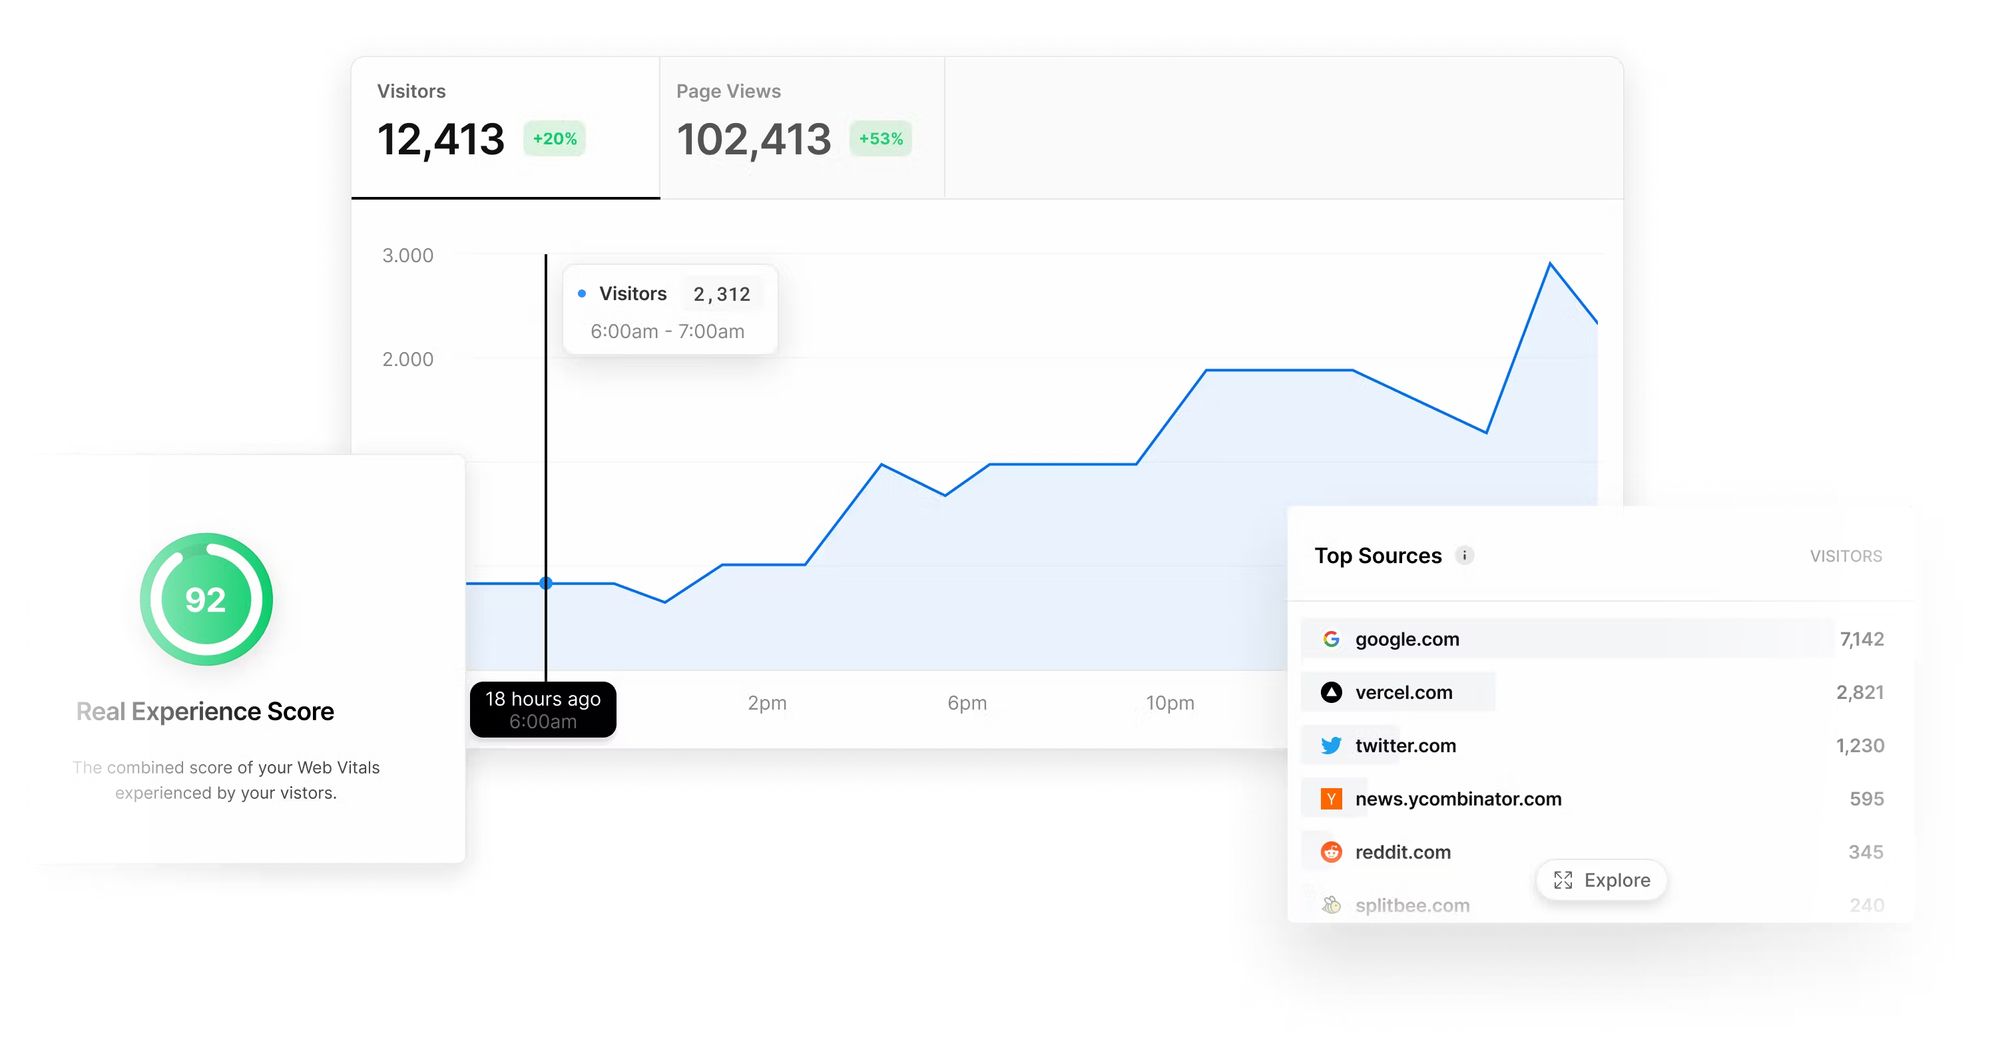 Visitors
12,413 +20%
Page Views
102,413 +53%
3.000
2.000
Visitors 2,312
6:00am - 7:00am
18 hours ago
6:00am
2pm 6pm 10pm
92
Real Experience Score
The combined score of your Web Vitals
experienced by your vistors.
Top Sources i VISITORS
google.com 7,142
vercel.com 2,821
twitter.com 1,230
Y news.ycombinator.com 595
reddit.com 345
Explore
splitbee.com 240